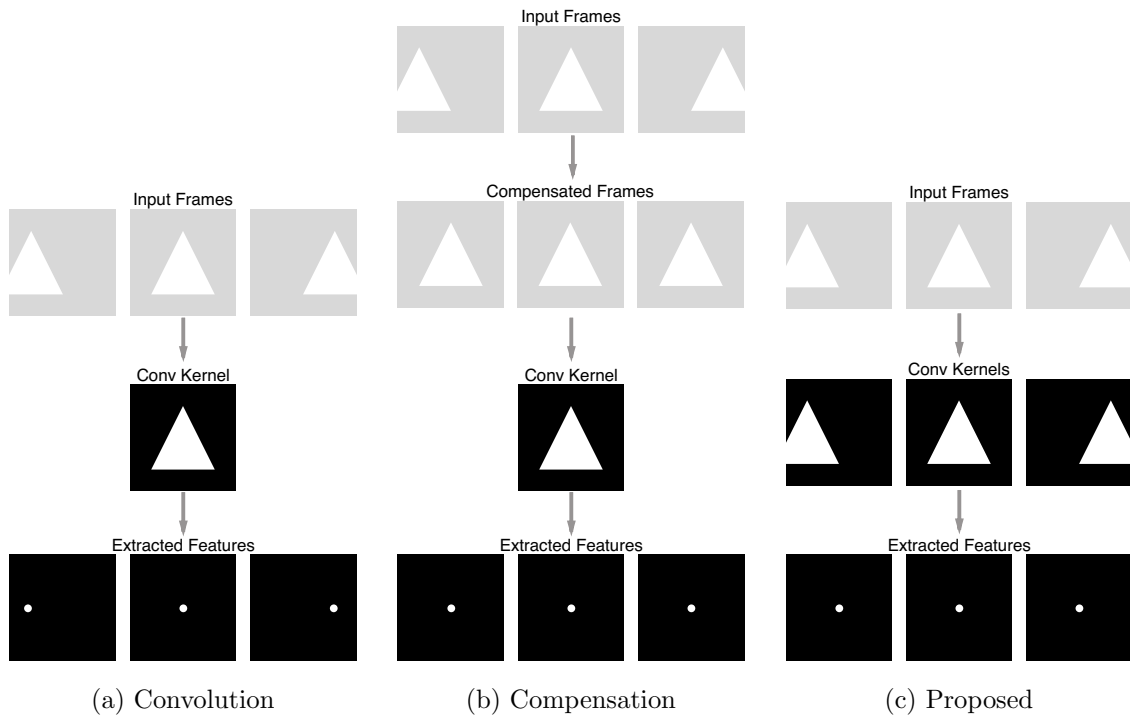 Input Frames
Compensated Frames
Input Frames
Input Frames
Conv Kernel
Conv Kernel
Conv Kernels
Extracted Features
Extracted Features
Extracted Features
(a) Convolution
(b) Compensation
(c) Proposed